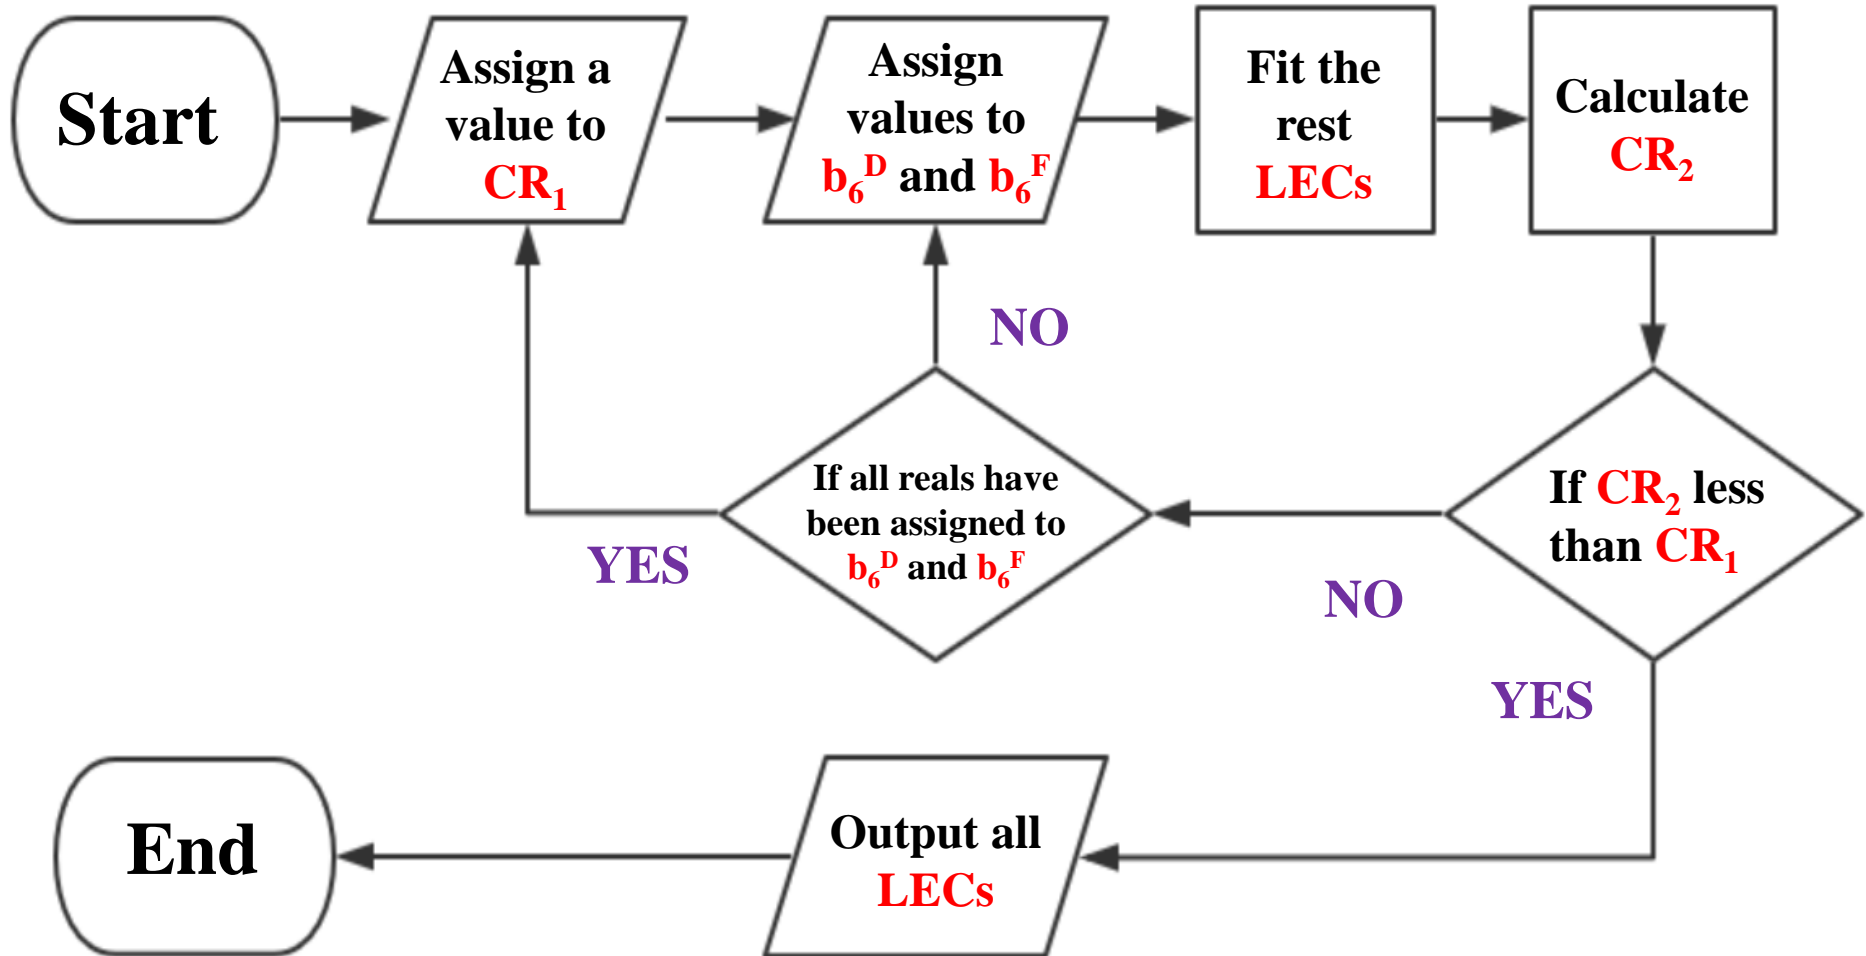 Start
Assign a
value to
CR₁
Assign
values to
b₆ᴰ and b₆ᶠ
Fit the
rest
LECs
Calculate
CR₂
NO
If all reals have
been assigned to
b₆ᴰ and b₆ᶠ
YES
If CR₂ less
than CR₁
NO
YES
Output all
LECs
End